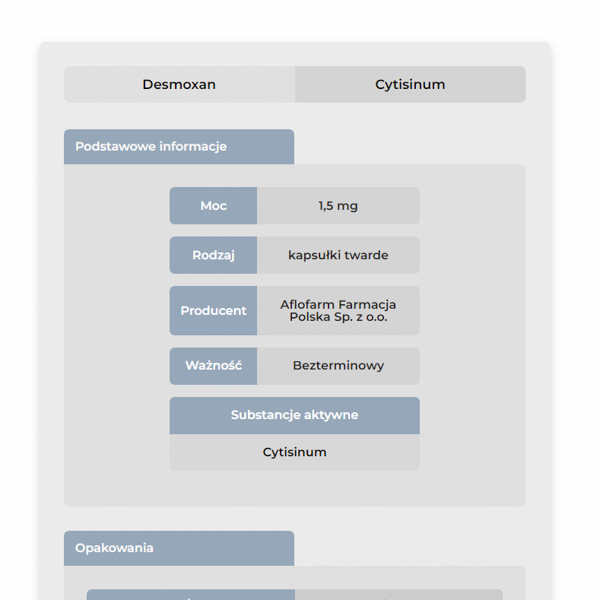 Desmoxan Cytisinum
Podstawowe informacje
Moc 1,5 mg
Rodzaj kapsułki twarde
Producent Aflofarm Farmacja
Polska Sp. z o.o.
Ważność Bezterminowy
Substancje aktywne
Cytisinum
Opakowania